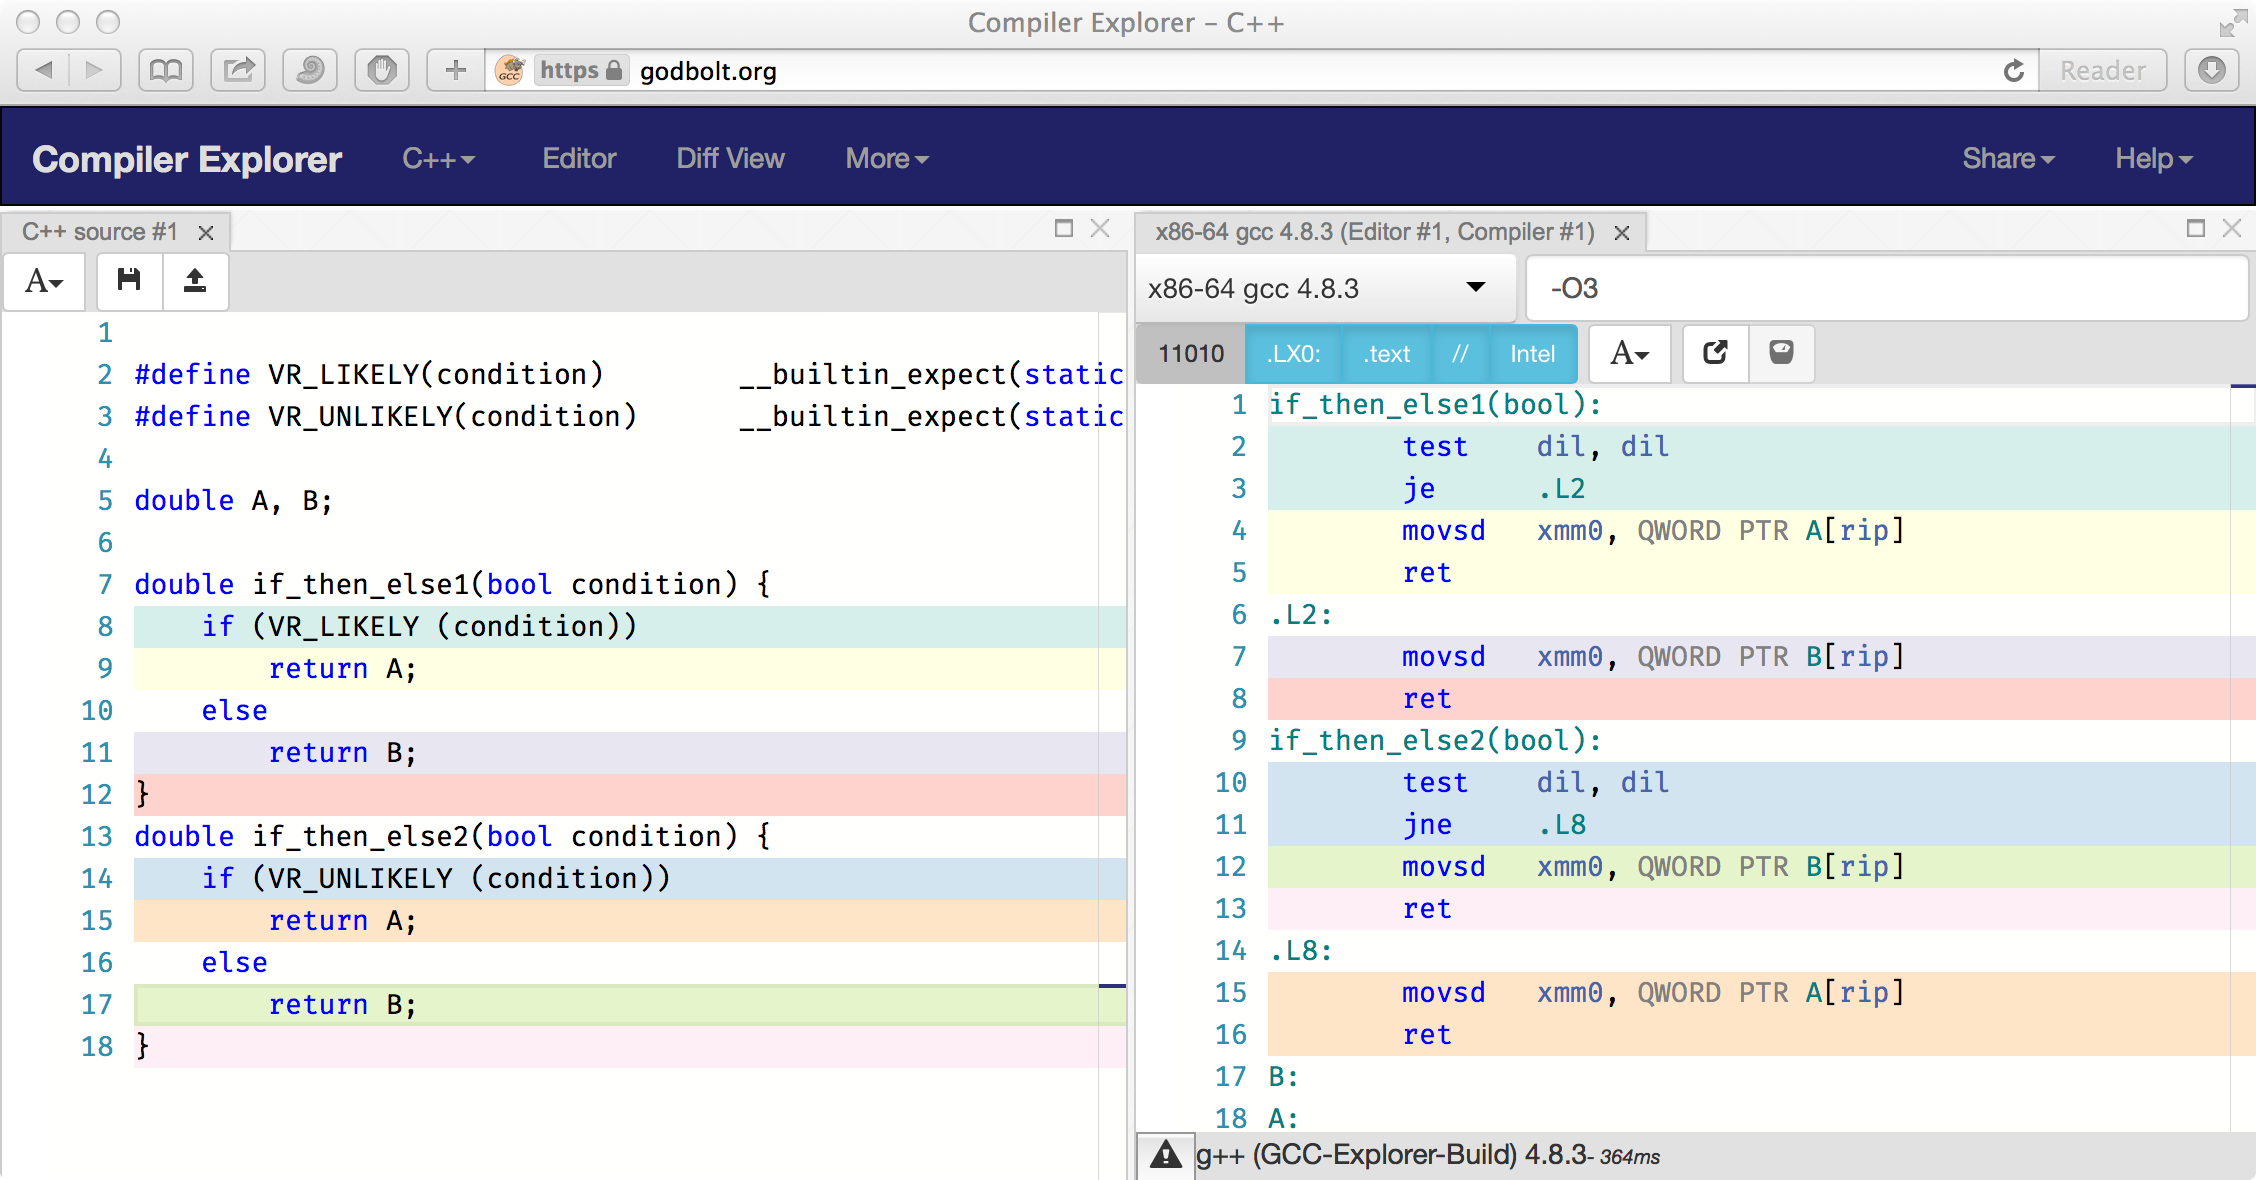 Compiler Explorer – C++
GCC https godbolt.org Reader
Compiler Explorer C++ Editor Diff View More Share Help
C++ source #1
A
1
2 #define VR_LIKELY(condition) __builtin_expect(static
3 #define VR_UNLIKELY(condition) __builtin_expect(static
4
5 double A, B;
6
7 double if_then_else1(bool condition) {
8 if (VR_LIKELY (condition))
9 return A;
10 else
11 return B;
12 }
13 double if_then_else2(bool condition) {
14 if (VR_UNLIKELY (condition))
15 return A;
16 else
17 return B;
18 }
x86-64 gcc 4.8.3 (Editor #1, Compiler #1)
x86-64 gcc 4.8.3 -O3
11010 .LX0: .text // Intel A
1 if_then_else1(bool):
2 test dil, dil
3 je .L2
4 movsd xmm0, QWORD PTR A[rip]
5 ret
6 .L2:
7 movsd xmm0, QWORD PTR B[rip]
8 ret
9 if_then_else2(bool):
10 test dil, dil
11 jne .L8
12 movsd xmm0, QWORD PTR B[rip]
13 ret
14 .L8:
15 movsd xmm0, QWORD PTR A[rip]
16 ret
17 B:
18 A:
g++ (GCC-Explorer-Build) 4.8.3- 364ms